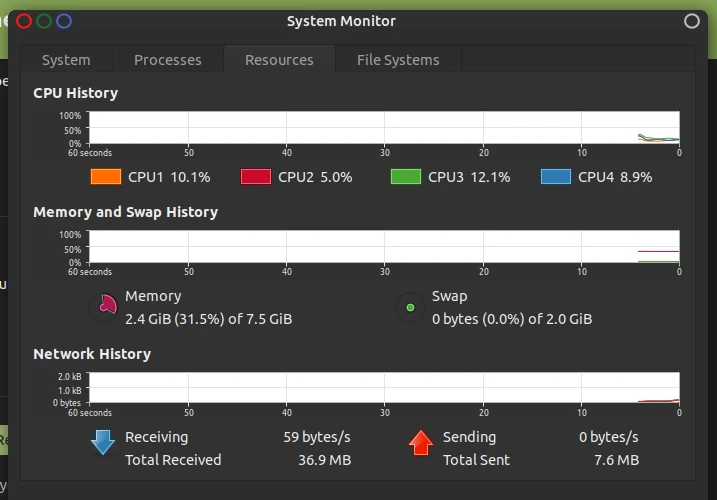 System Monitor
System Processes Resources File Systems
CPU History
100%
50%
0%
60 seconds 50 40 30 20 10 0
CPU1 10.1% CPU2 5.0% CPU3 12.1% CPU4 8.9%
Memory and Swap History
100%
50%
0%
60 seconds 50 40 30 20 10 0
Memory Swap
2.4 GiB (31.5%) of 7.5 GiB 0 bytes (0.0%) of 2.0 GiB
Network History
2.0 kB
1.0 kB
0 bytes
60 seconds 50 40 30 20 10 0
Receiving 59 bytes/s Sending 0 bytes/s
Total Received 36.9 MB Total Sent 7.6 MB